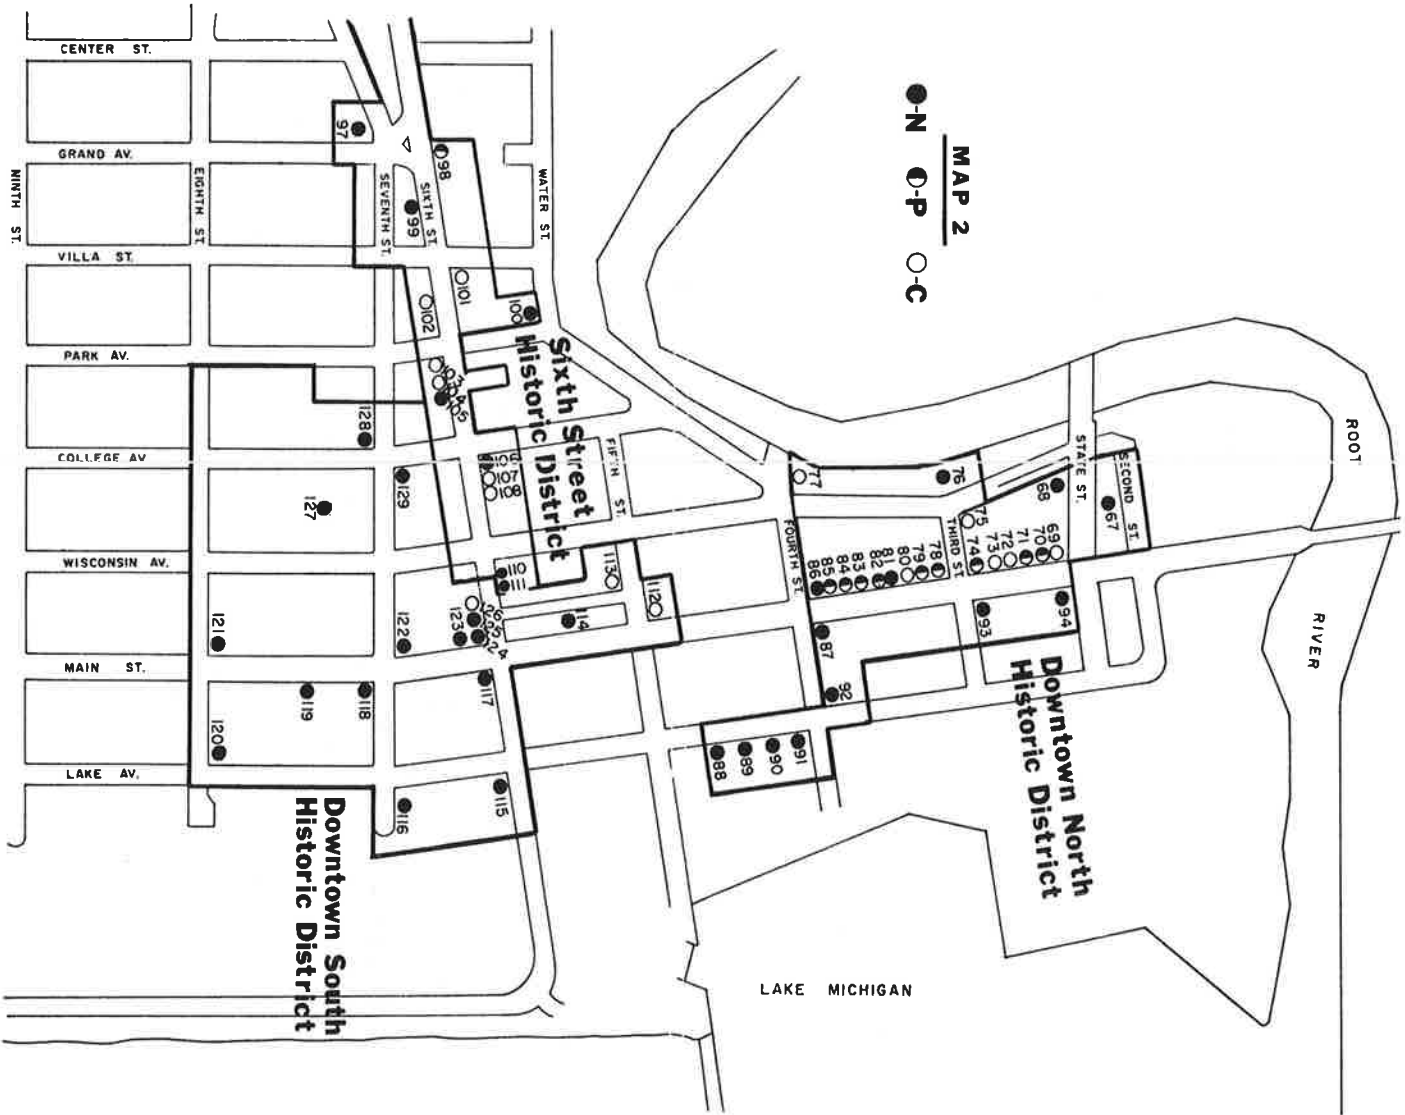 MAP 2
●-N ◐-P ○-C
CENTER ST.
GRAND AV.
VILLA ST.
PARK AV.
COLLEGE AV
WISCONSIN AV.
MAIN ST.
LAKE AV.
NINTH ST.
EIGHTH ST.
SEVENTH ST.
SIXTH ST.
WATER ST.
FIFTH ST.
FOURTH ST.
THIRD ST.
STATE ST.
SECOND ST.
ROOT
RIVER
LAKE MICHIGAN
Sixth Street
Historic District
Downtown North
Historic District
Downtown South
Historic District
67
68
69
70
71
72
73
74
75
76
77
78
79
80
81
82
83
84
85
86
87
88
89
90
91
92
93
94
97
98
99
100
101
102
103
104
105
107
108
110
111
112
113
114
115
116
117
118
119
120
121
122
123
124
125
126
127
128
129